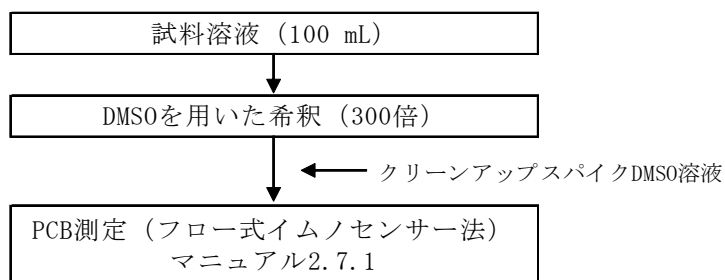 試料溶液 (100 mL)
DMSOを用いた希釈 (300倍)
クリーンアップスパイクDMSO溶液
PCB測定 (フロー式イムノセンサー法)
マニュアル2.7.1